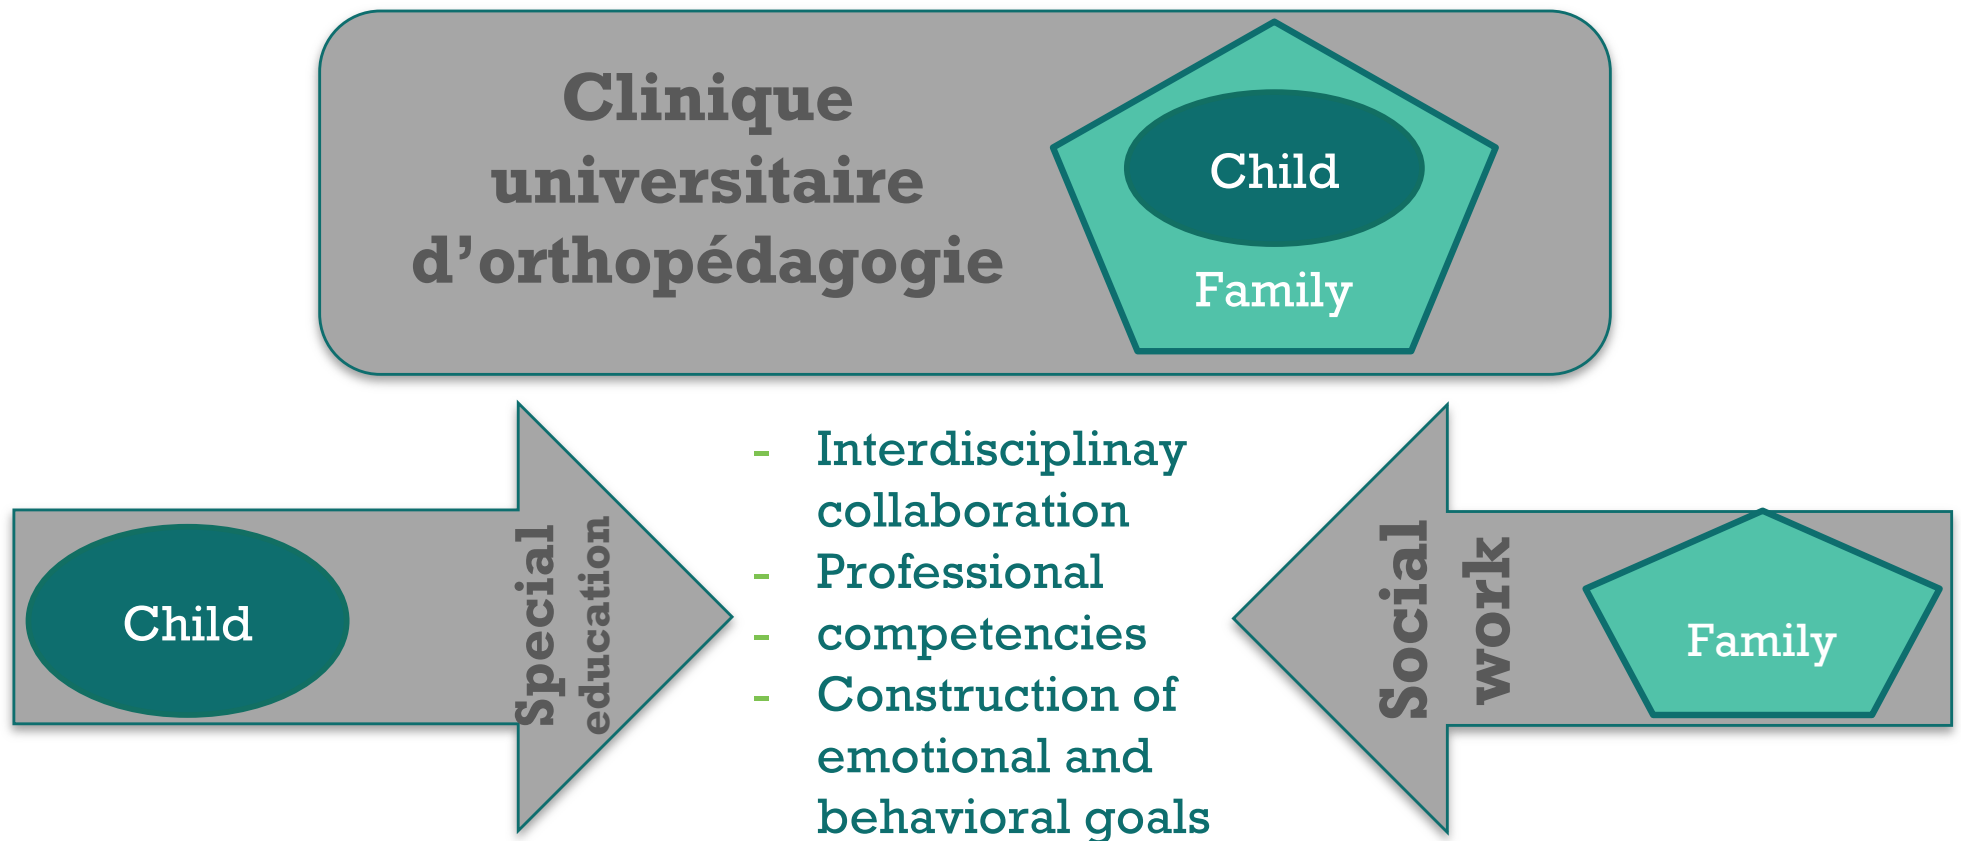 Clinique
universitaire
d’orthopédagogie
Child
Family
Child
Special
education
- Interdisciplinay
collaboration
- Professional
- competencies
- Construction of
emotional and
behavioral goals
Social
work
Family